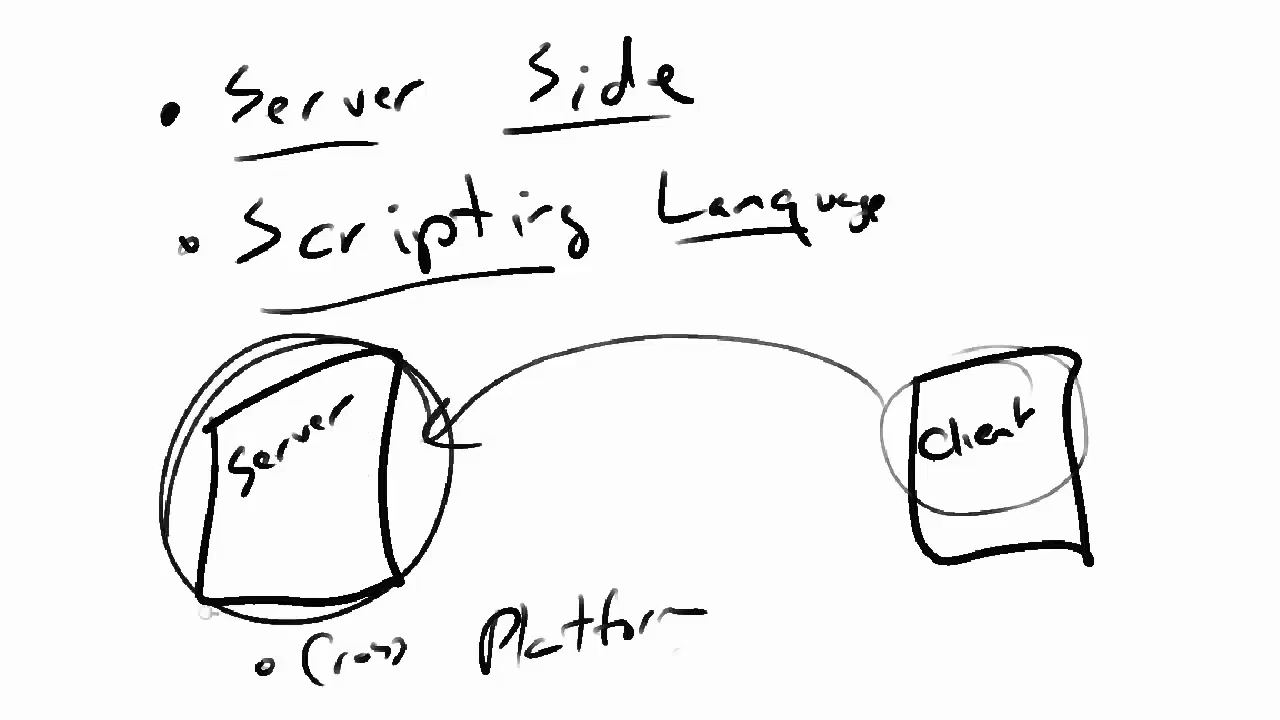 • Server Side
• Scripting Language
Server
Client
• Cross Platform